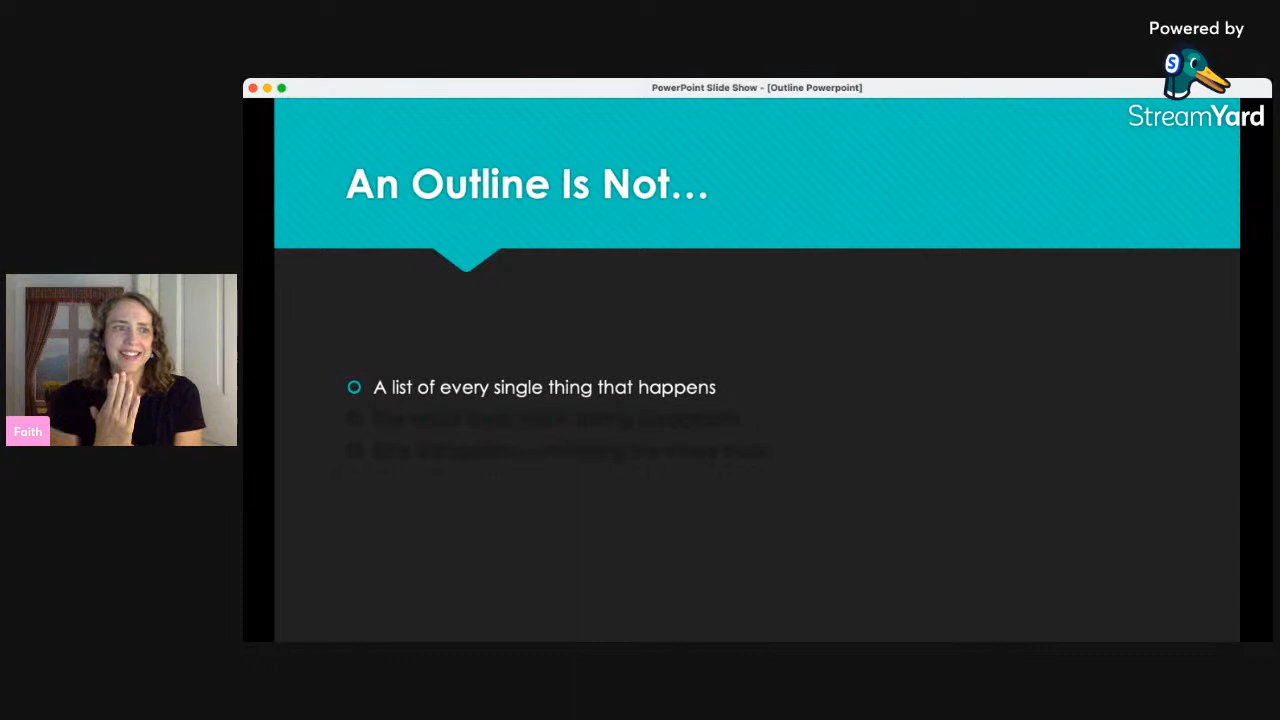 Powered by
S
StreamYard
PowerPoint Slide Show - [Outline Powerpoint]
An Outline Is Not...
A list of every single thing that happens
Faith